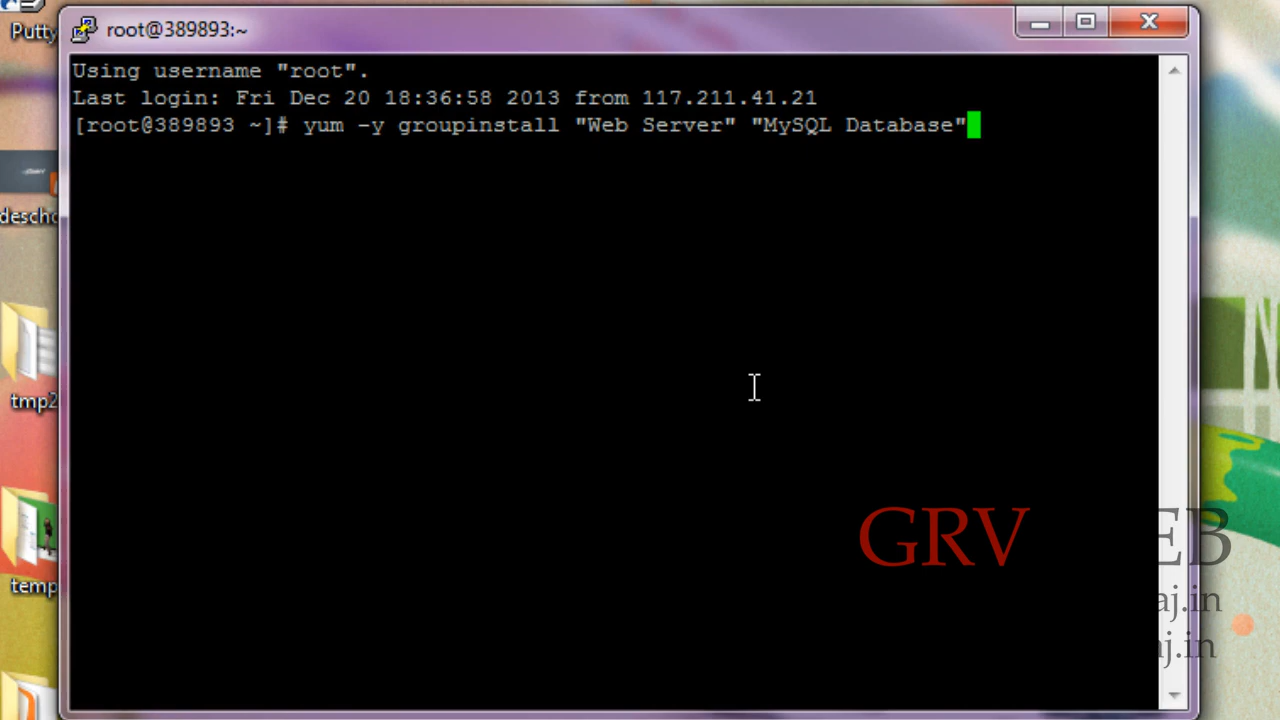 Putty
root@389893:~
Using username "root".
Last login: Fri Dec 20 18:36:58 2013 from 117.211.41.21
[root@389893 ~]# yum -y groupinstall "Web Server" "MySQL Database"
desch
tmp2
GRV EB
aj.in
temp
j.in